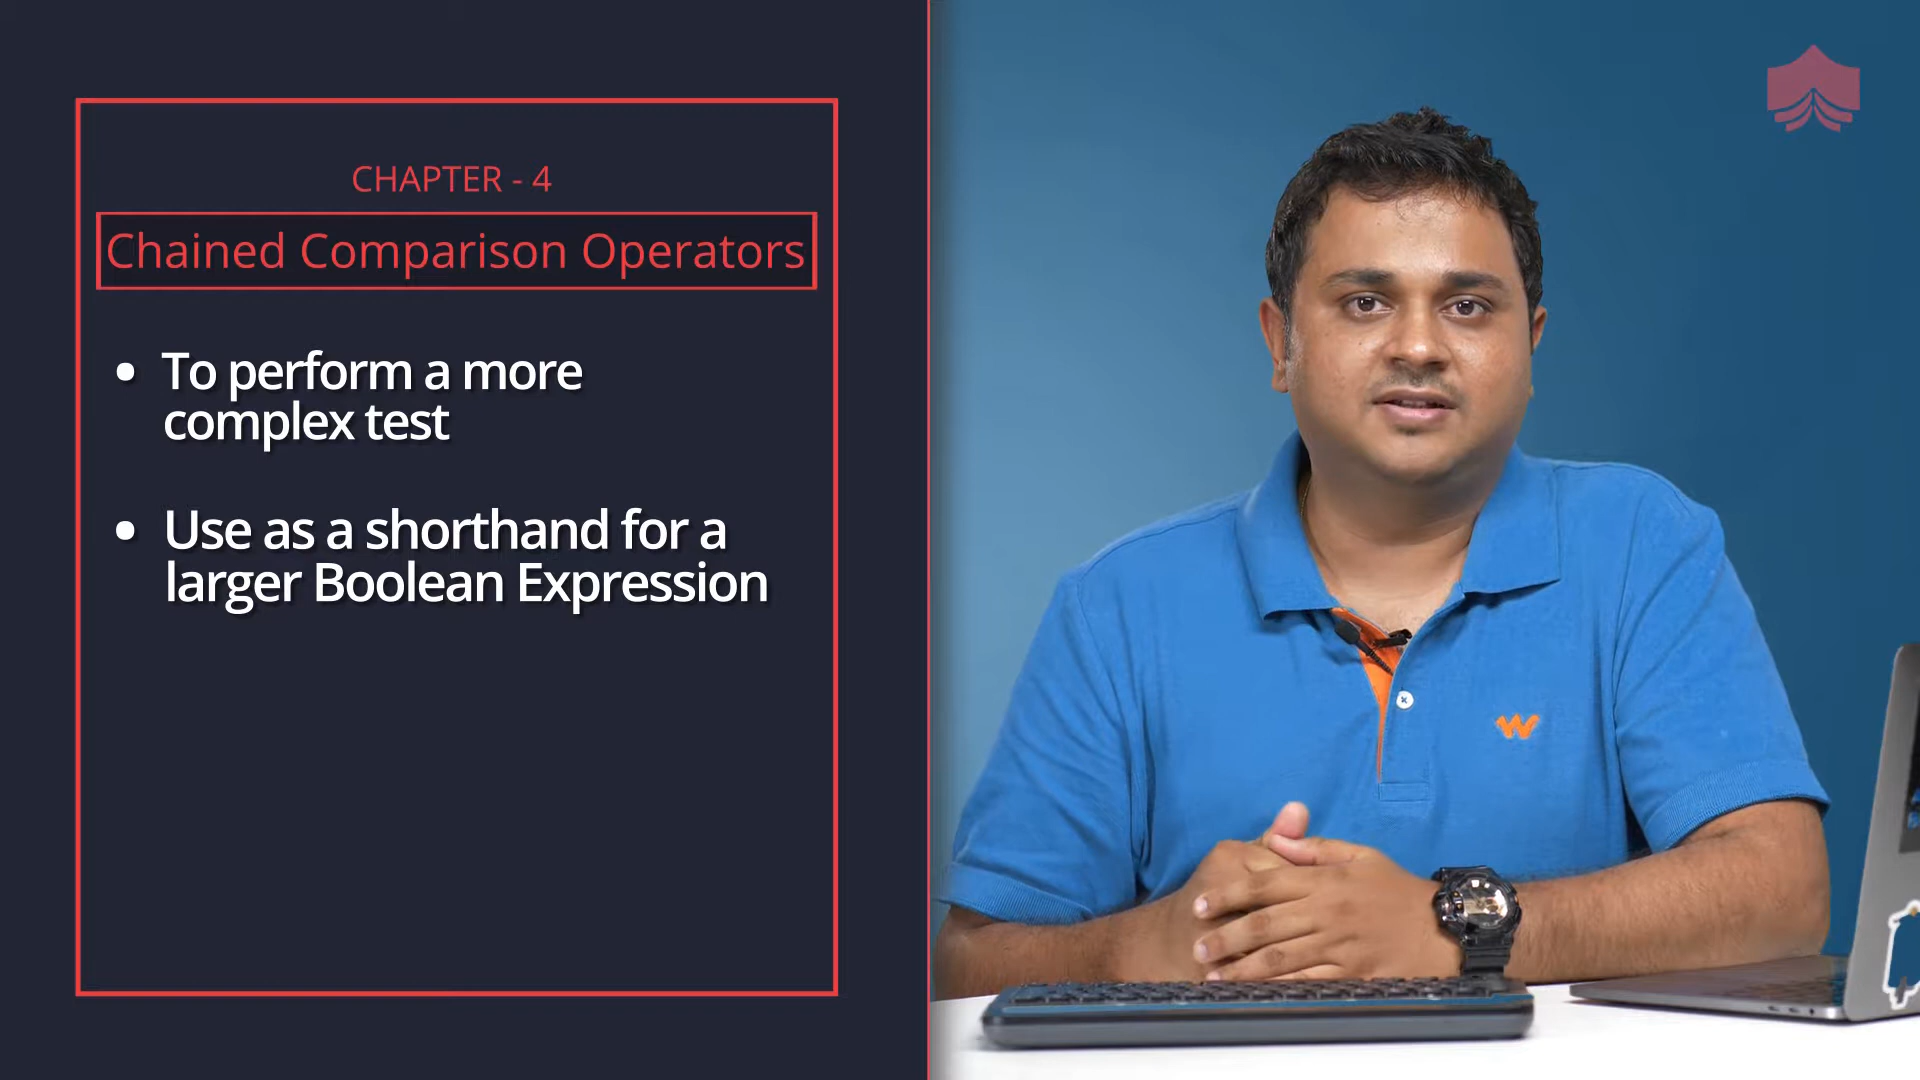 CHAPTER - 4
Chained Comparison Operators
• To perform a more
complex test
• Use as a shorthand for a
larger Boolean Expression